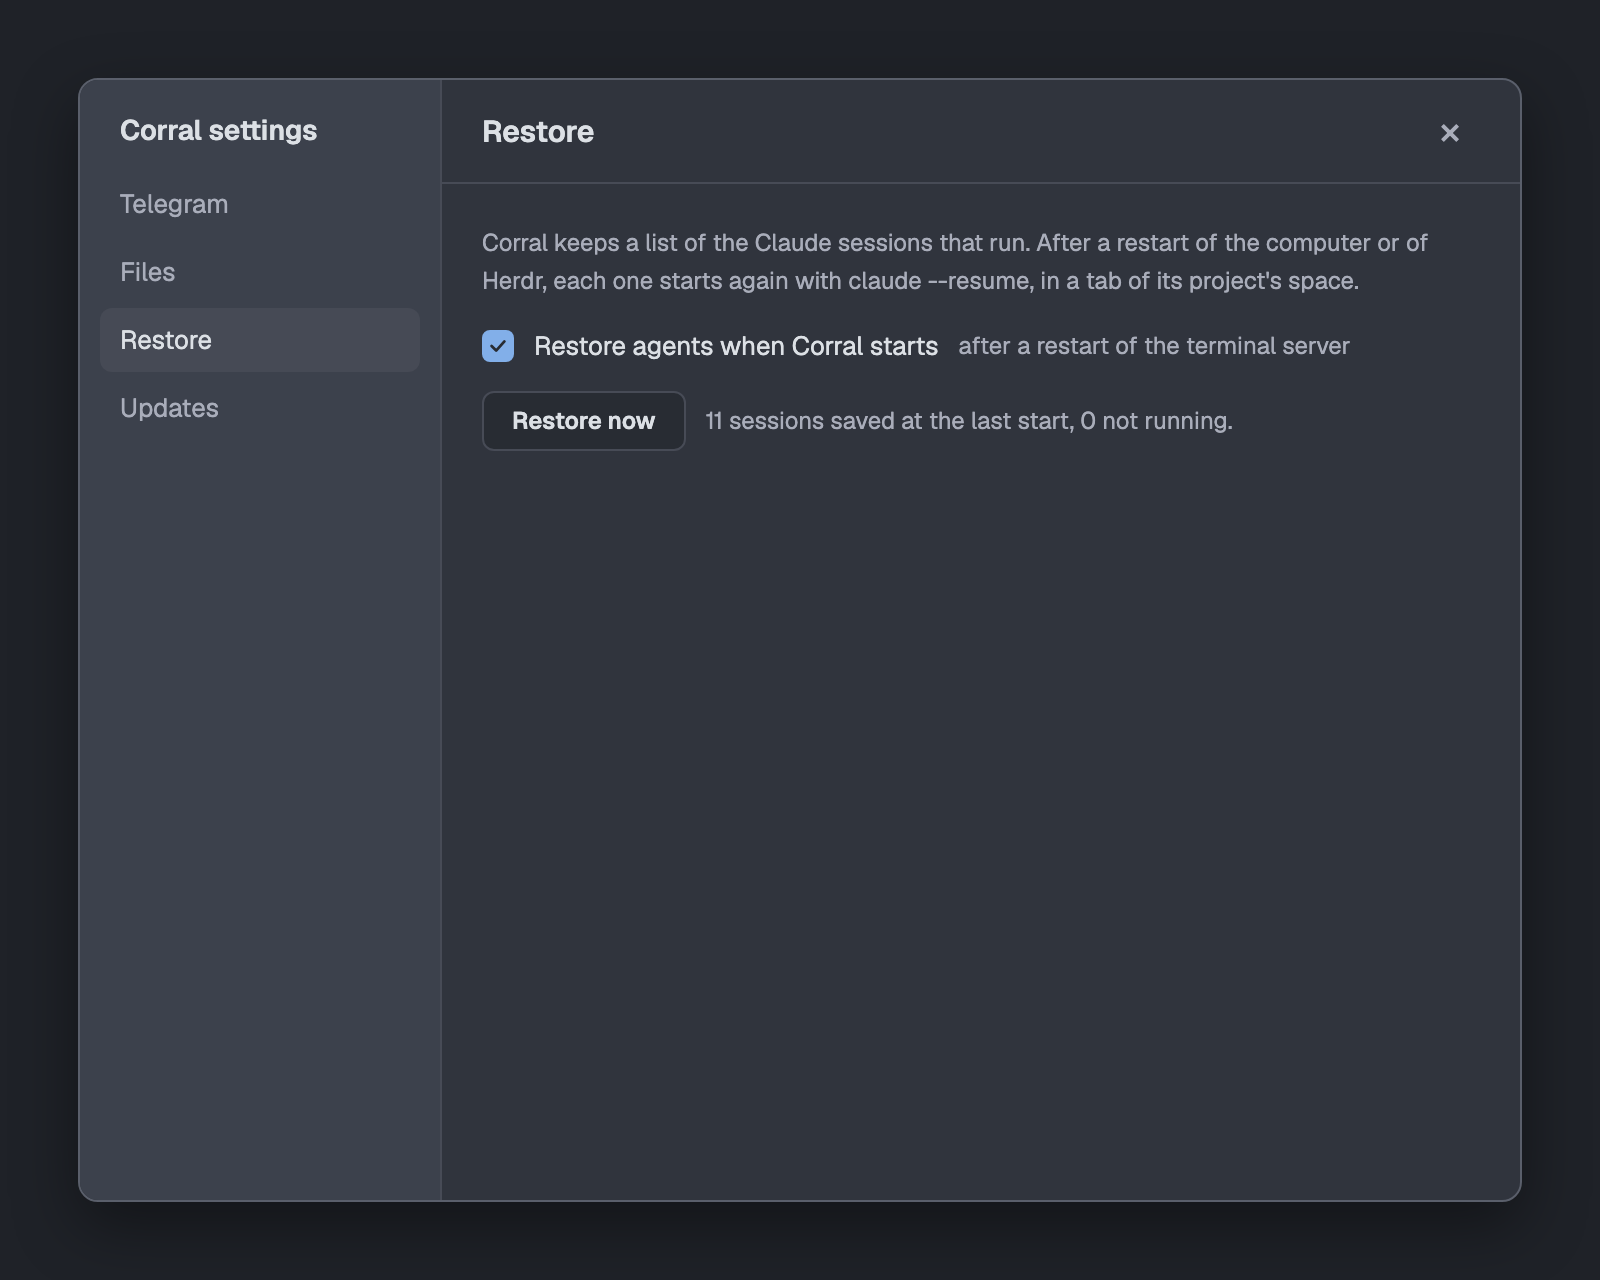 Corral settings
Telegram
Files
Restore
Updates
Restore
Corral keeps a list of the Claude sessions that run. After a restart of the computer or of
Herdr, each one starts again with claude --resume, in a tab of its project's space.
Restore agents when Corral starts after a restart of the terminal server
Restore now 11 sessions saved at the last start, 0 not running.